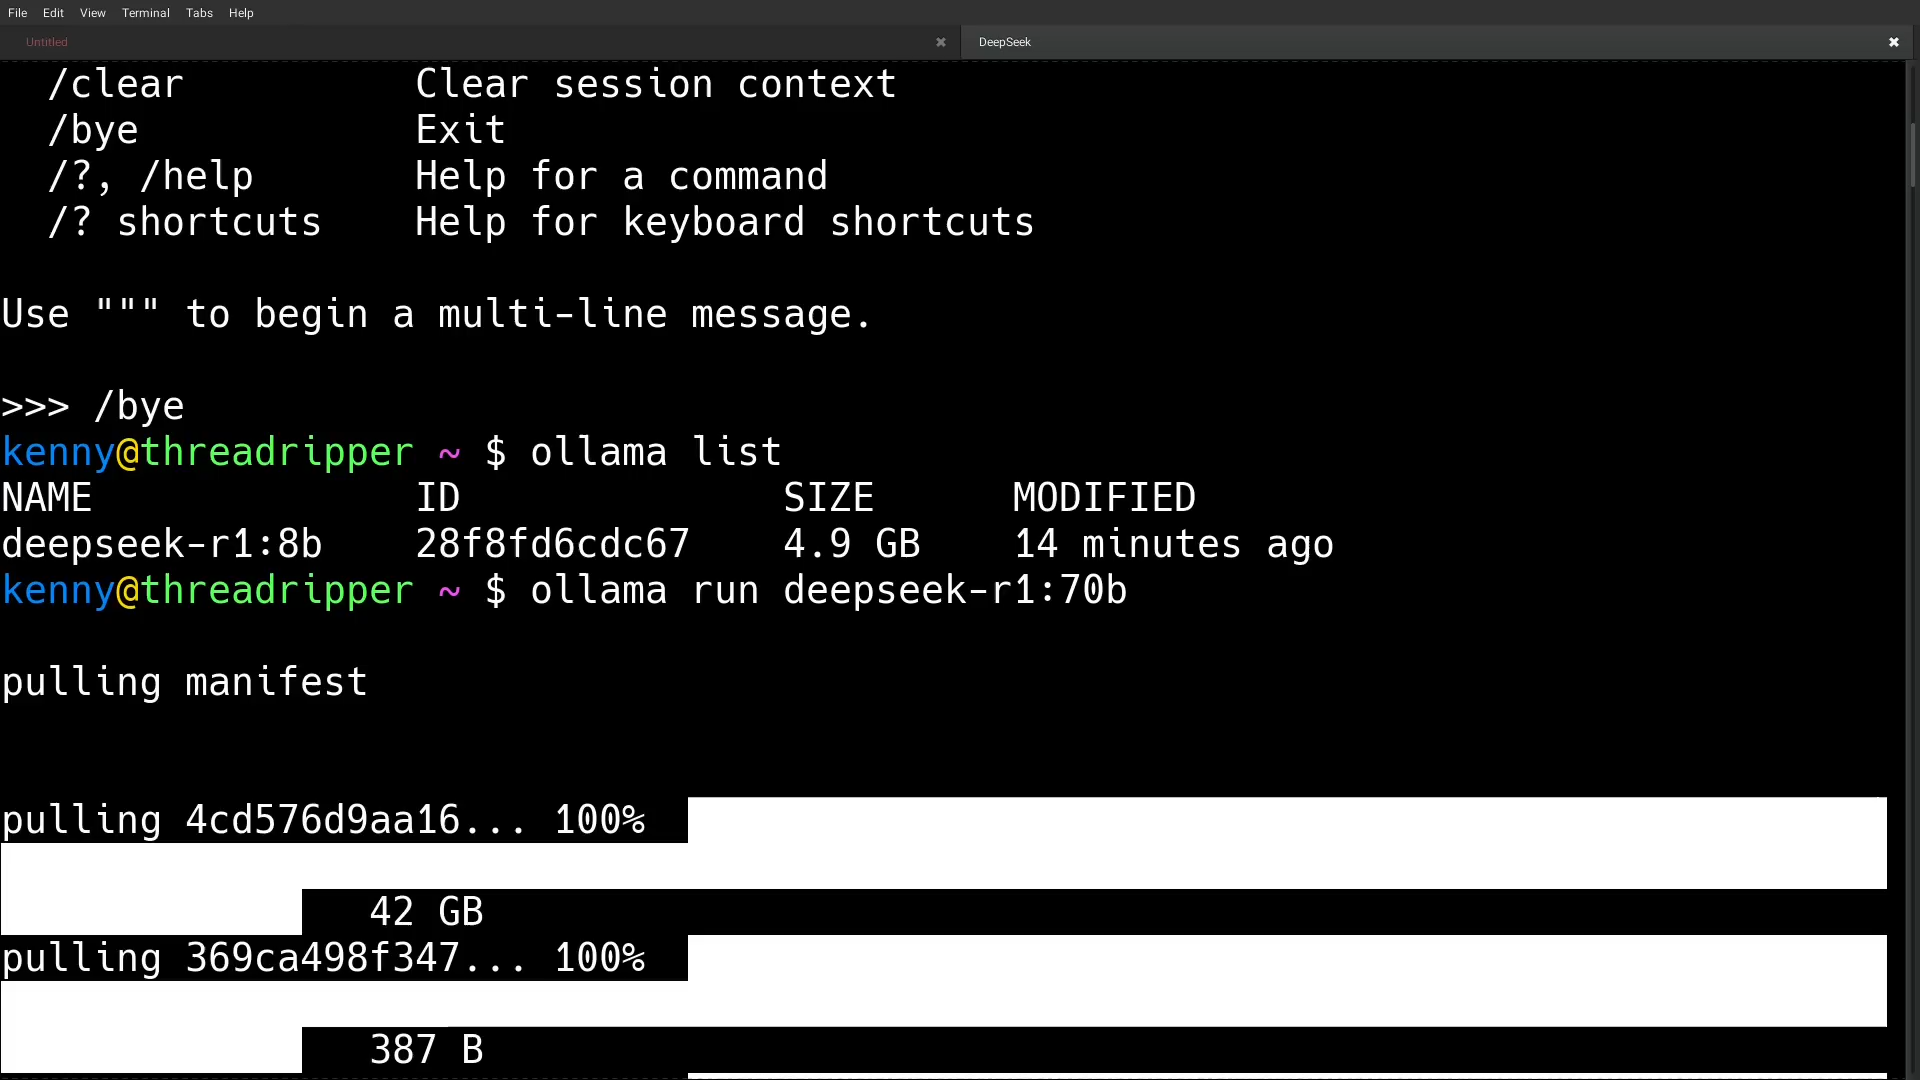 File Edit View Terminal Tabs Help
Untitled DeepSeek
/clear Clear session context
/bye Exit
/?, /help Help for a command
/? shortcuts Help for keyboard shortcuts
Use """ to begin a multi-line message.
>>> /bye
kenny@threadripper ~ $ ollama list
NAME ID SIZE MODIFIED
deepseek-r1:8b 28f8fd6cdc67 4.9 GB 14 minutes ago
kenny@threadripper ~ $ ollama run deepseek-r1:70b
pulling manifest
pulling 4cd576d9aa16... 100%
42 GB
pulling 369ca498f347... 100%
387 B